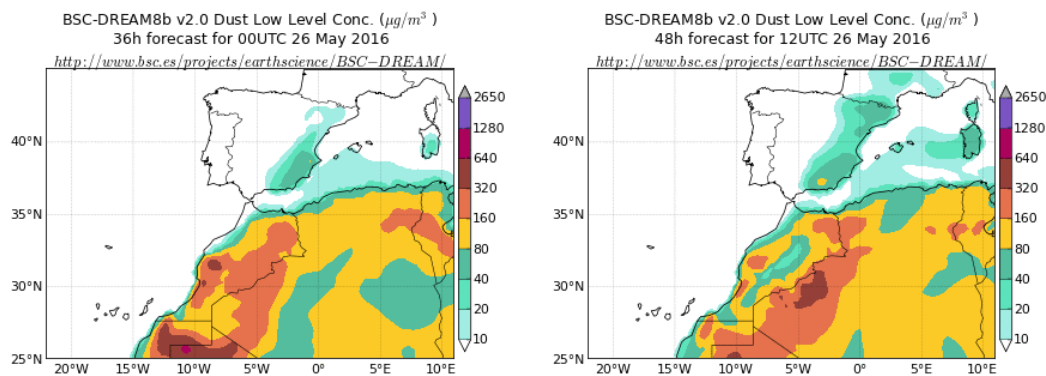 BSC-DREAM8b v2.0 Dust Low Level Conc. (μg/m³ )
36h forecast for 00UTC 26 May 2016
http://www.bsc.es/projects/earthscience/BSC−DREAM/
40°N
35°N
30°N
25°N
20°W
15°W
10°W
5°W
0°
5°E
10°E
2650
1280
640
320
160
80
40
20
10
BSC-DREAM8b v2.0 Dust Low Level Conc. (μg/m³ )
48h forecast for 12UTC 26 May 2016
http://www.bsc.es/projects/earthscience/BSC−DREAM/
40°N
35°N
30°N
25°N
20°W
15°W
10°W
5°W
0°
5°E
10°E
2650
1280
640
320
160
80
40
20
10